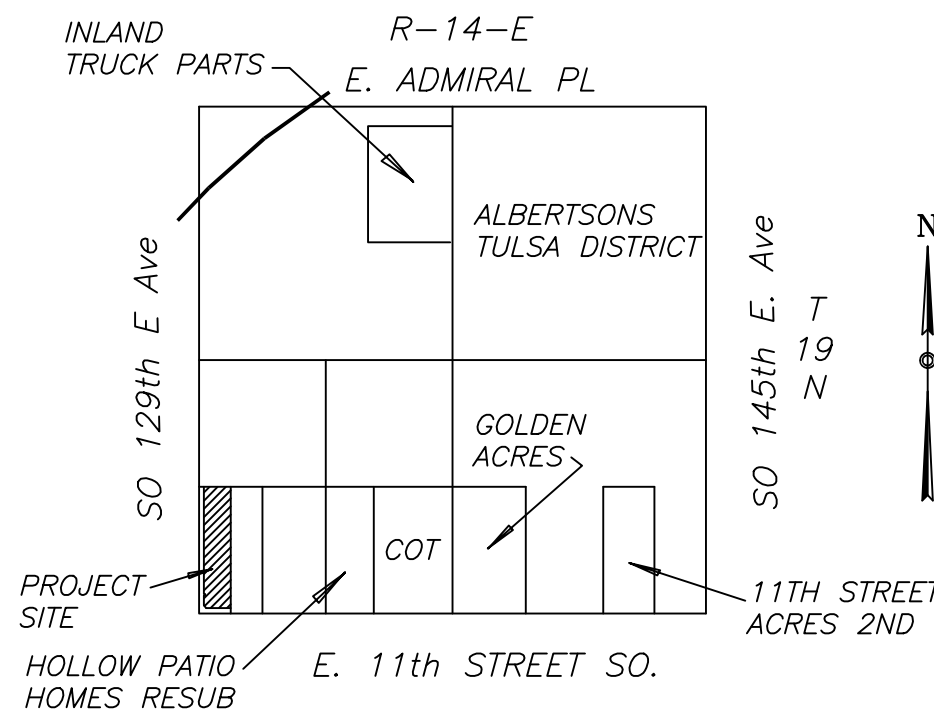 R-14-E
INLAND
TRUCK PARTS
E. ADMIRAL PL
ALBERTSONS
TULSA DISTRICT
SO 129th E Ave
SO 145th E. Ave
T
19
N
N
GOLDEN
ACRES
COT
PROJECT
SITE
11TH STREET
ACRES 2ND
HOLLOW PATIO
HOMES RESUB
E. 11th STREET SO.